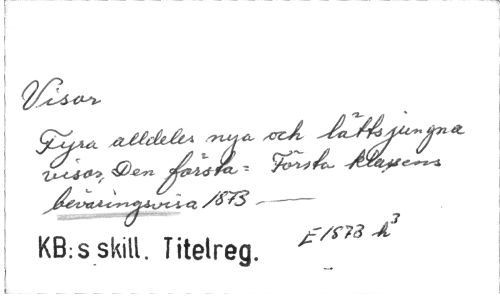 Visor
Fyra alldeles nya och lättsjungna
visor, Den första = Första klassens
beväringsvisa 1873 —
KB:s skill. Titelreg.
E 1873 h³